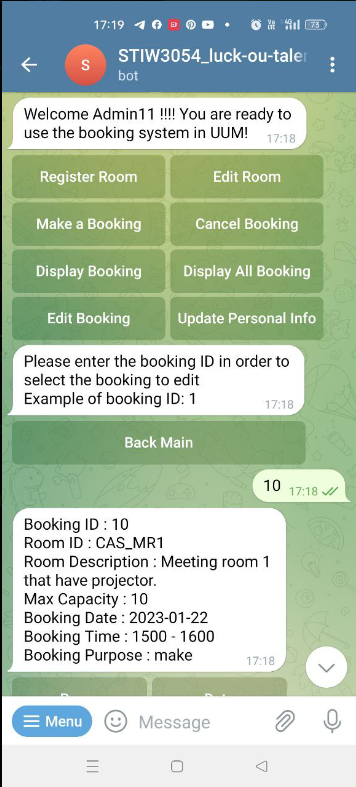 17:19
73
S
STIW3054_luck-ou-taler
bot
Welcome Admin11 !!!! You are ready to
use the booking system in UUM!
17:18
Register Room
Edit Room
Make a Booking
Cancel Booking
Display Booking
Display All Booking
Edit Booking
Update Personal Info
Please enter the booking ID in order to
select the booking to edit
Example of booking ID: 1
17:18
Back Main
10 17:18
Booking ID : 10
Room ID : CAS_MR1
Room Description : Meeting room 1
that have projector.
Max Capacity : 10
Booking Date : 2023-01-22
Booking Time : 1500 - 1600
Booking Purpose : make
17:18
Menu
Message